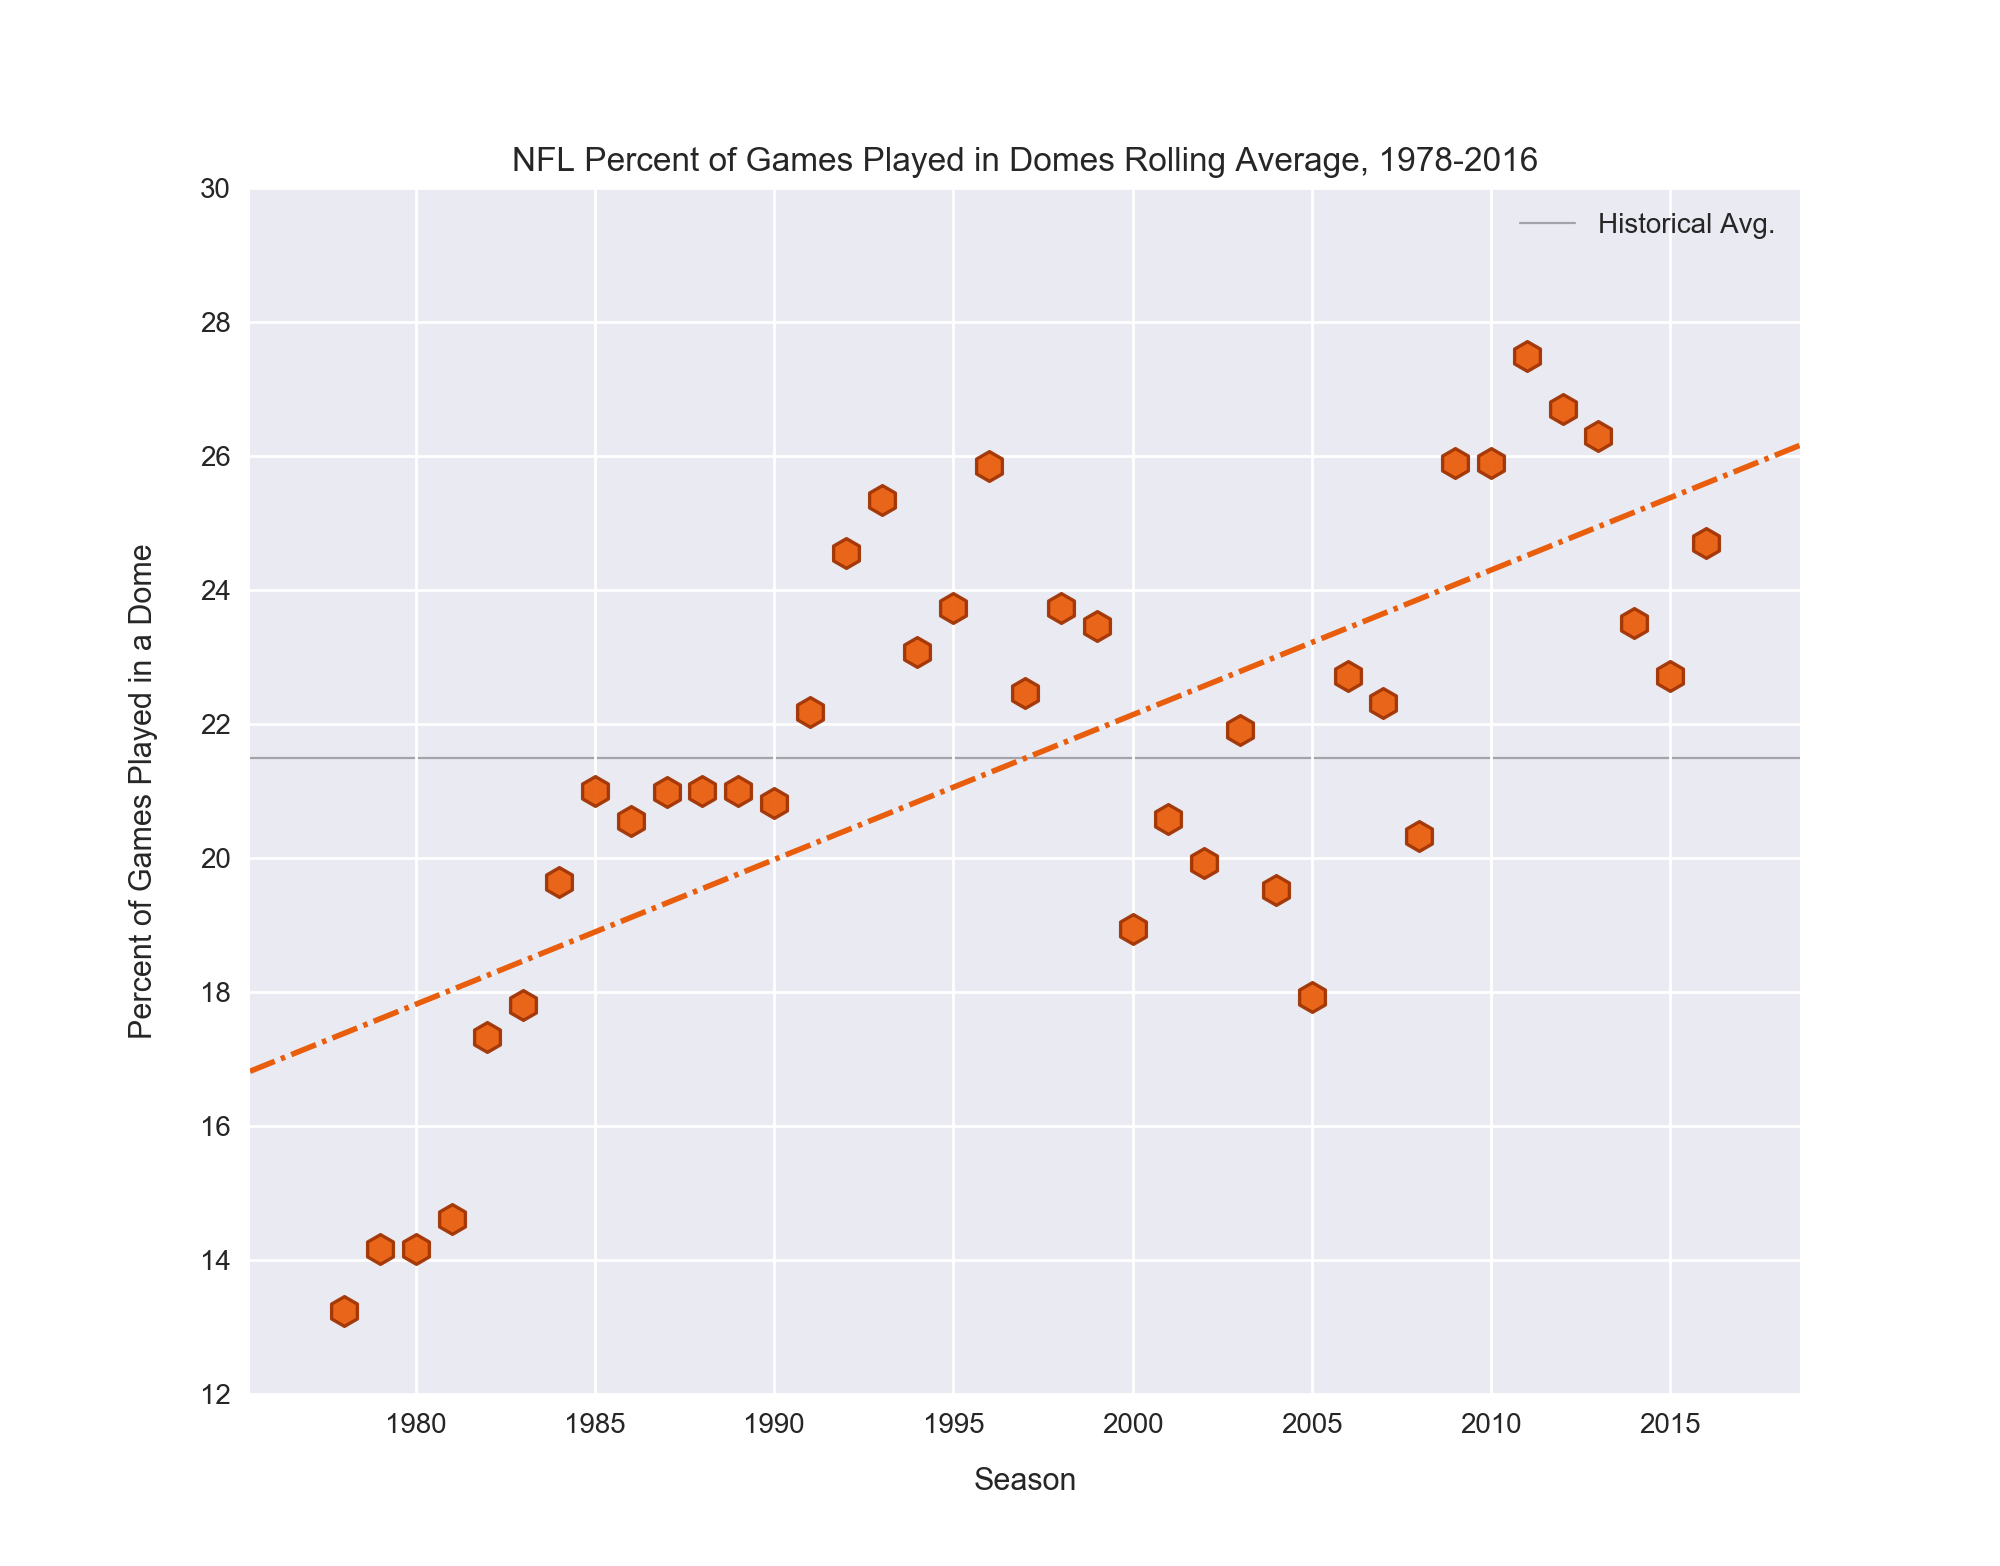 NFL Percent of Games Played in Domes Rolling Average, 1978-2016
30
Historical Avg.
28
26
24
22
20
18
16
14
12
Percent of Games Played in a Dome
1980 1985 1990 1995 2000 2005 2010 2015
Season